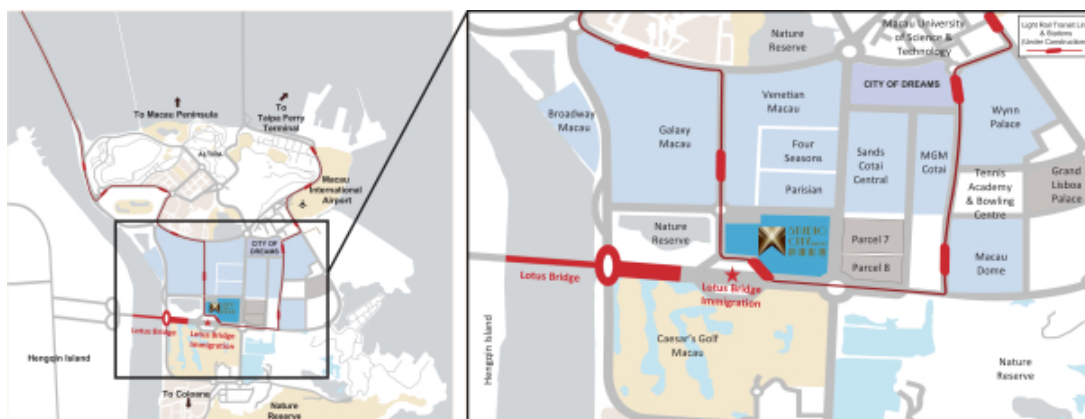 To Macau Peninsula
To
Taipa Ferry
Terminal
ALTIRA
Macau
International
Airport
CITY OF
DREAMS
Lotus Bridge
Lotus Bridge
Immigration
Hengqin Island
To Coloane
Nature
Reserve
Nature
Reserve
Macau University
of Science &
Technology
Light Rail Transit Line
& Stations
(Under Construction)
CITY OF DREAMS
Broadway
Macau
Venetian
Macau
Wynn
Palace
Galaxy
Macau
Four
Seasons
Sands
Cotai
Central
MGM
Cotai
Parisian
Tennis
Academy
& Bowling
Centre
Grand
Lisboa
Palace
Nature
Reserve
STUDIO
CITY
Parcel 7
Parcel 8
Macau
Dome
Lotus Bridge
Lotus Bridge
Immigration
Hengqin Island
Caesar's Golf
Macau
Nature
Reserve